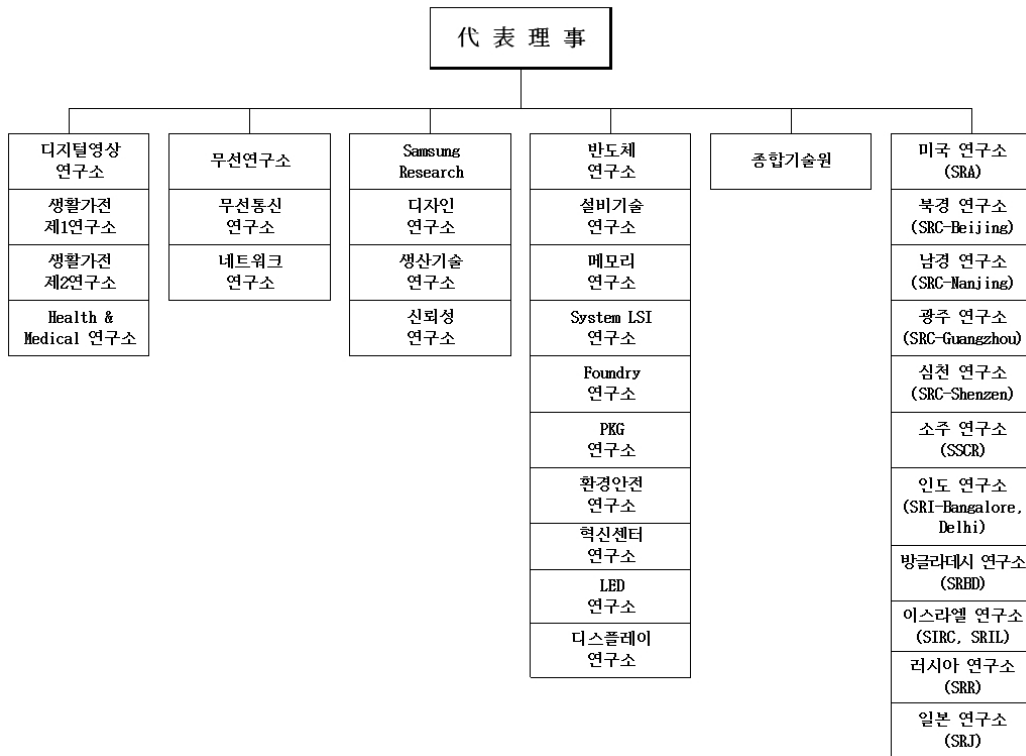 代 表 理 事
디지털영상
연구소
생활가전
제1연구소
생활가전
제2연구소
Health &
Medical 연구소
무선연구소
무선통신
연구소
네트워크
연구소
Samsung
Research
디자인
연구소
생산기술
연구소
신뢰성
연구소
반도체
연구소
설비기술
연구소
메모리
연구소
System LSI
연구소
Foundry
연구소
PKG
연구소
환경안전
연구소
혁신센터
연구소
LED
연구소
디스플레이
연구소
종합기술원
미국 연구소
(SRA)
북경 연구소
(SRC-Beijing)
남경 연구소
(SRC-Nanjing)
광주 연구소
(SRC-Guangzhou)
심천 연구소
(SRC-Shenzen)
소주 연구소
(SSCR)
인도 연구소
(SRI-Bangalore,
Delhi)
방글라데시 연구소
(SRBD)
이스라엘 연구소
(SIRC, SRIL)
러시아 연구소
(SRR)
일본 연구소
(SRJ)